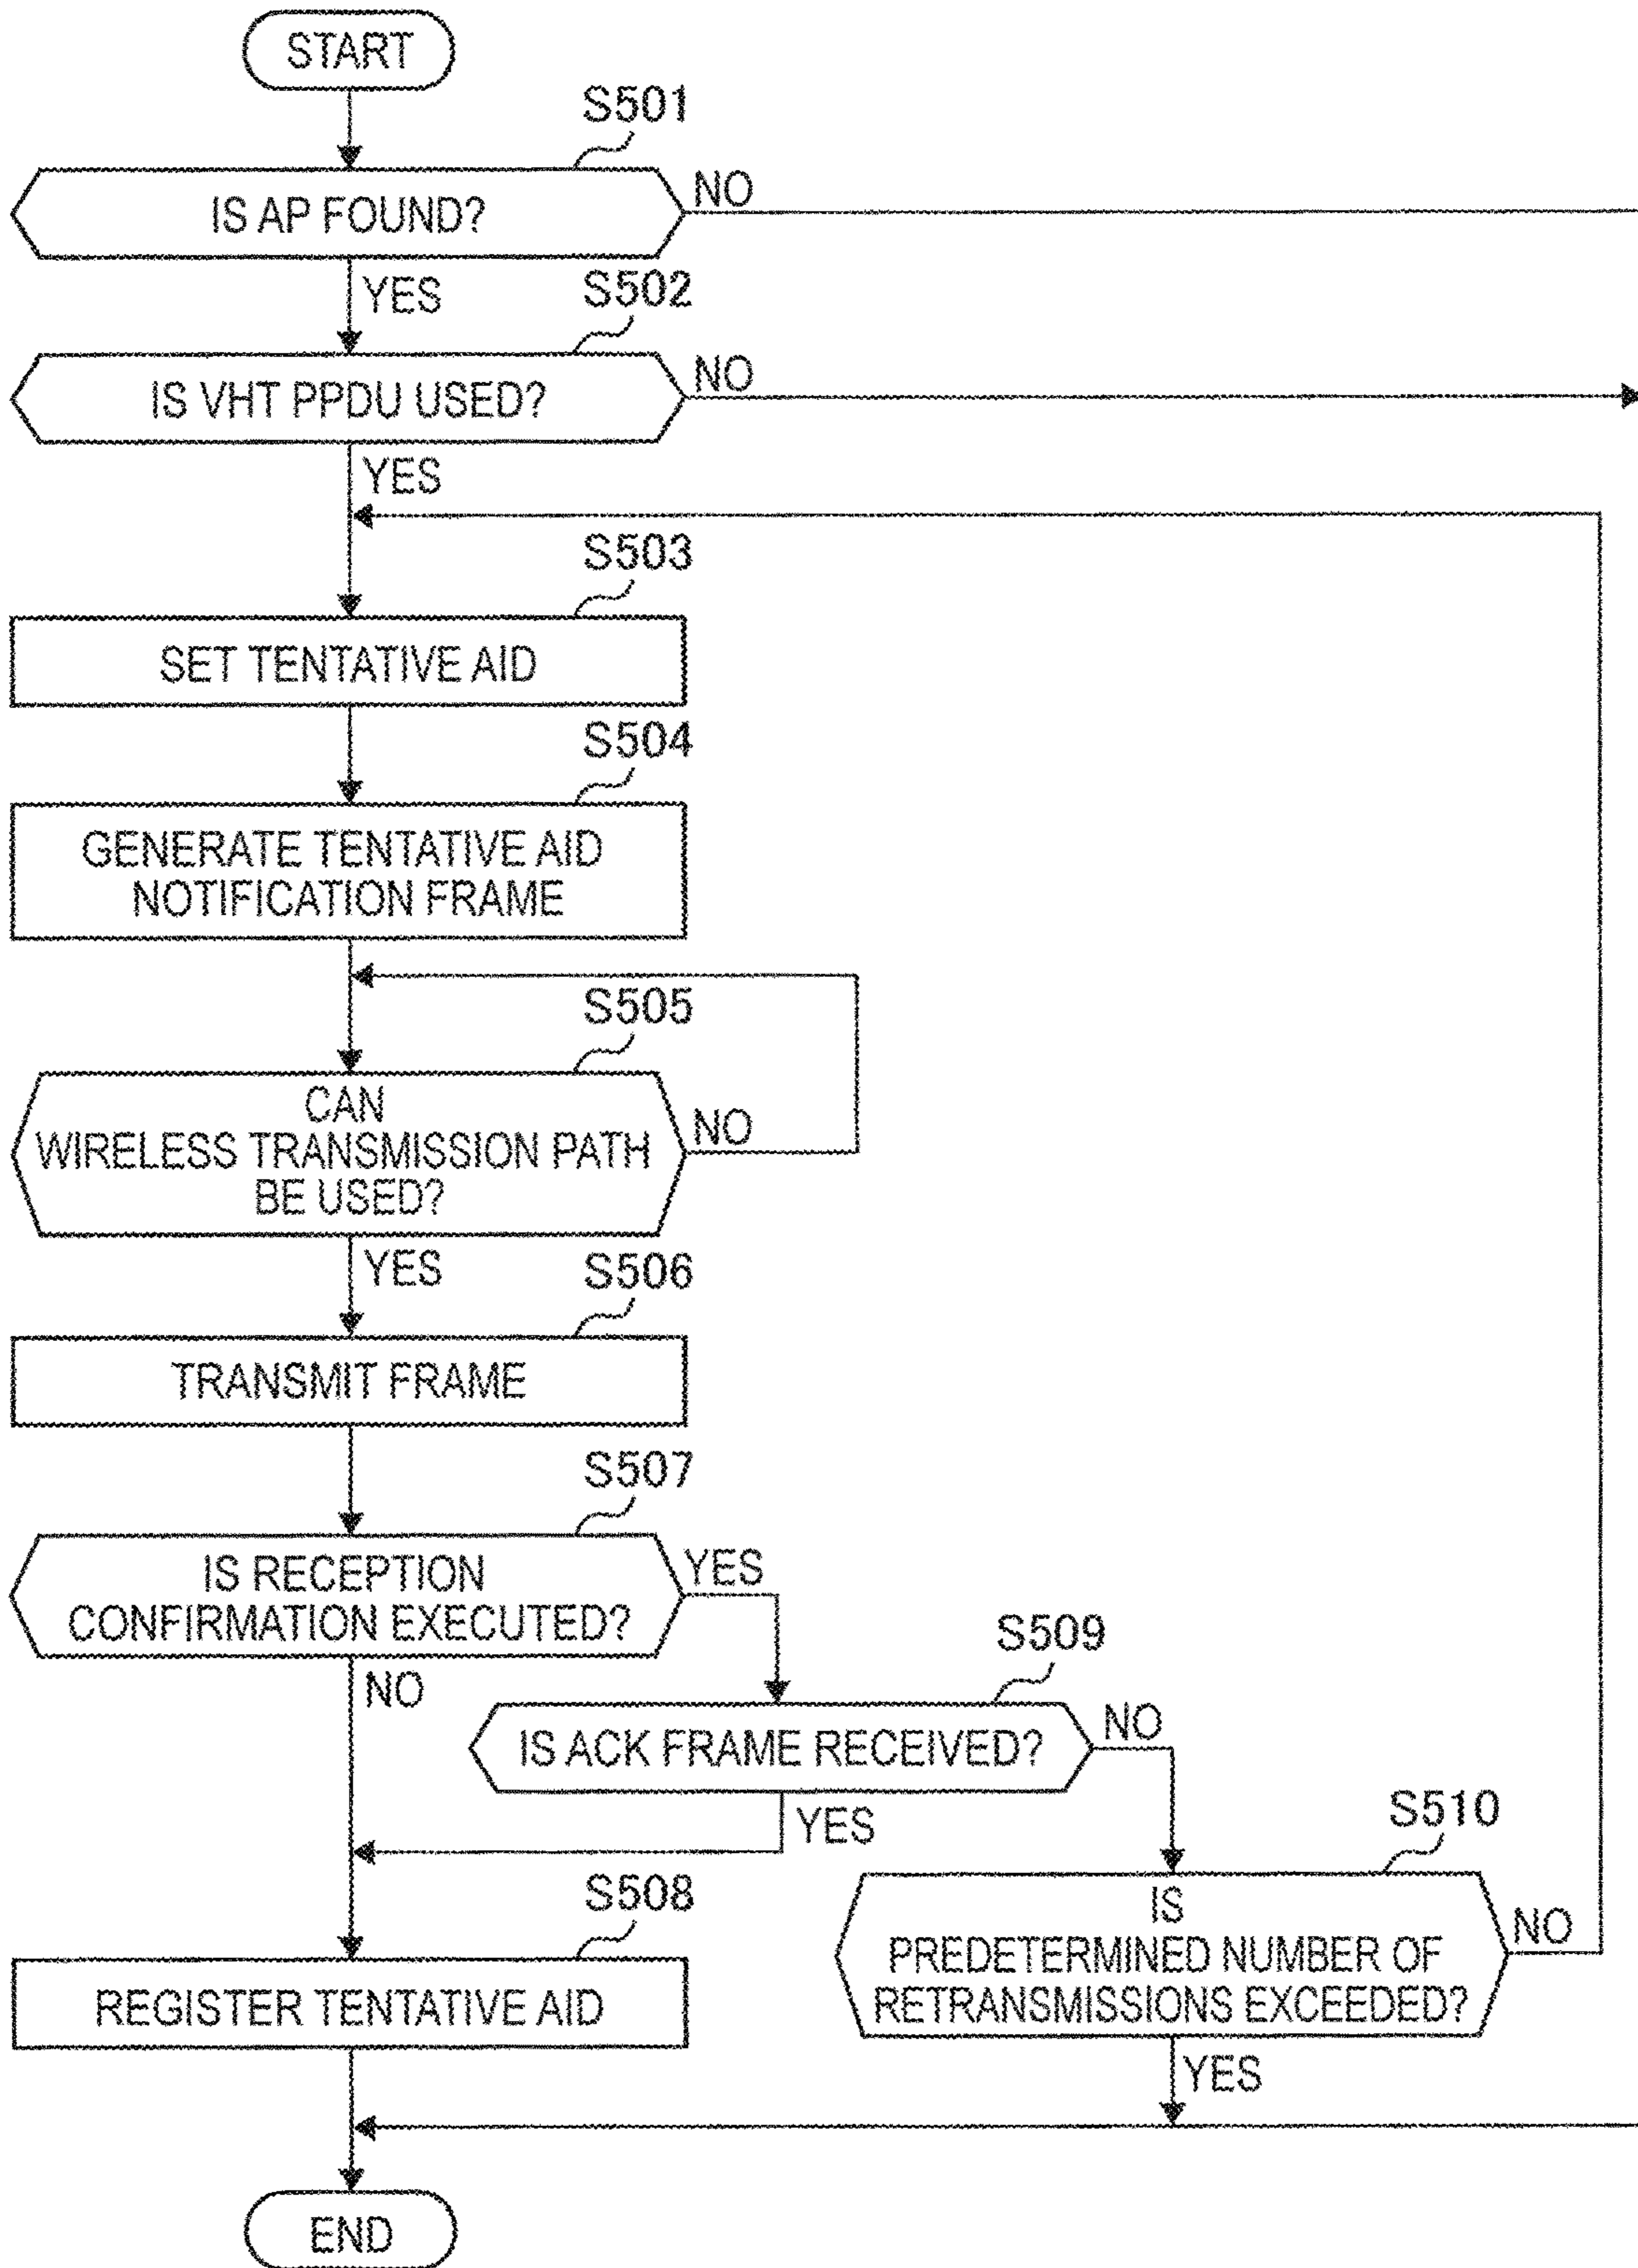 START
S501
IS AP FOUND?
NO
YES
S502
IS VHT PPDU USED?
NO
YES
S503
SET TENTATIVE AID
S504
GENERATE TENTATIVE AID
NOTIFICATION FRAME
S505
CAN
WIRELESS TRANSMISSION PATH
BE USED?
NO
YES
S506
TRANSMIT FRAME
S507
IS RECEPTION
CONFIRMATION EXECUTED?
YES
NO
S509
IS ACK FRAME RECEIVED?
NO
YES
S510
IS
PREDETERMINED NUMBER OF
RETRANSMISSIONS EXCEEDED?
NO
YES
S508
REGISTER TENTATIVE AID
END